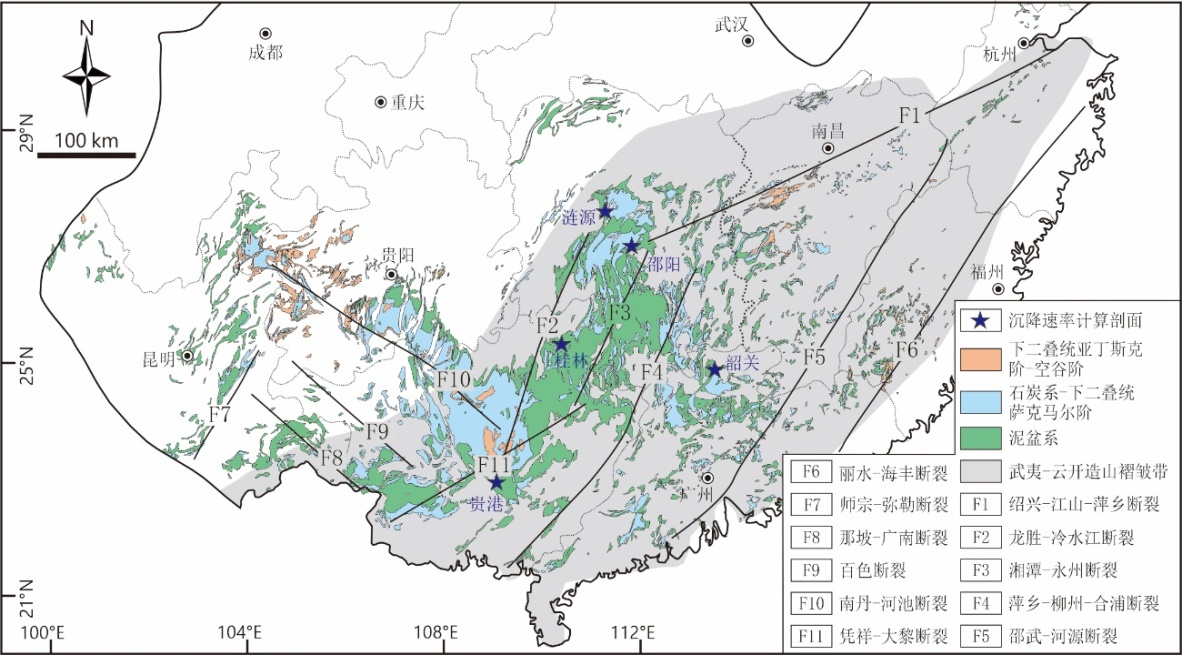 N
100 km
29°N
25°N
21°N
100°E
104°E
108°E
112°E
成都
重庆
武汉
杭州
南昌
贵阳
昆明
福州
涟源
邵阳
桂林
韶关
贵港
州
F1
F2
F3
F4
F5
F6
F7
F8
F9
F10
F11
沉降速率计算剖面
下二叠统亚丁斯克
阶-空谷阶
石炭系-下二叠统
萨克马尔阶
泥盆系
武夷-云开造山褶皱带
F6 丽水-海丰断裂
F7 师宗-弥勒断裂
F8 那坡-广南断裂
F9 百色断裂
F10 南丹-河池断裂
F11 凭祥-大黎断裂
F1 绍兴-江山-萍乡断裂
F2 龙胜-冷水江断裂
F3 湘潭-永州断裂
F4 萍乡-柳州-合浦断裂
F5 邵武-河源断裂